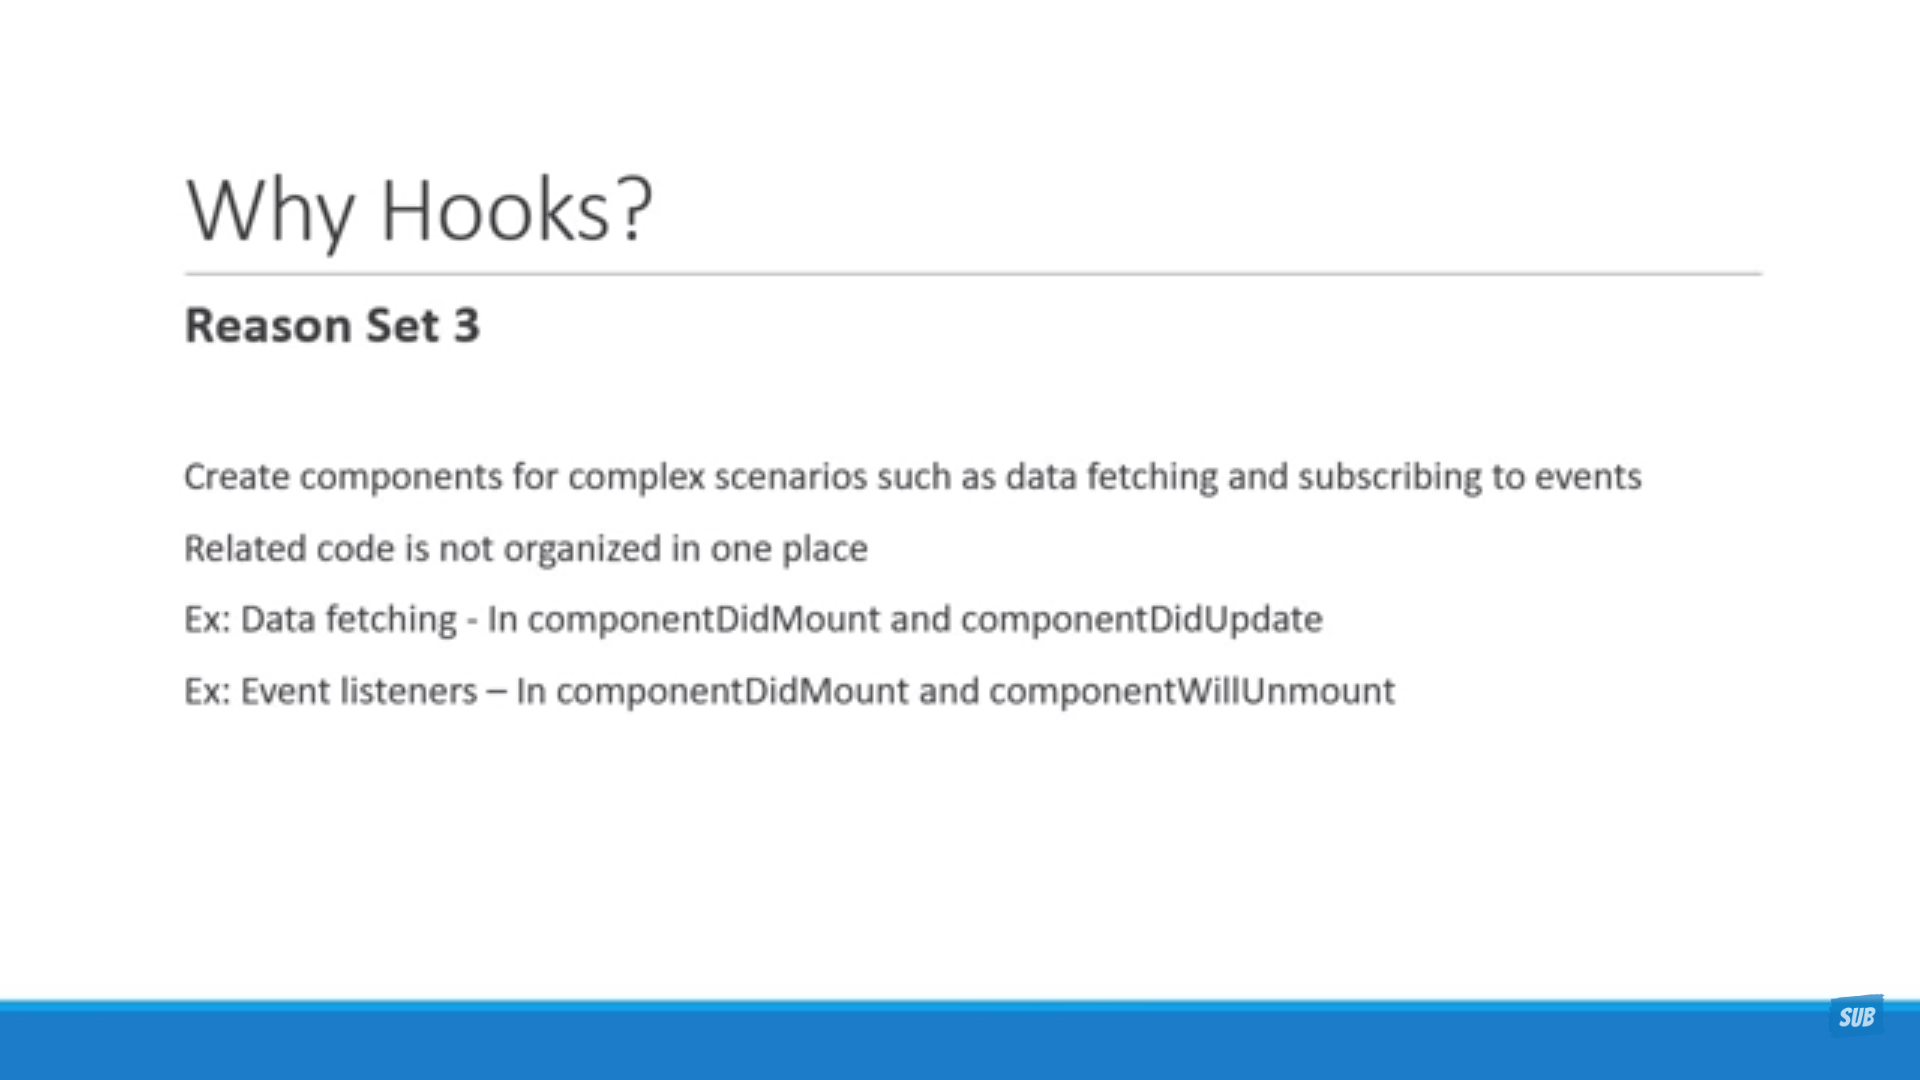 Why Hooks?
Reason Set 3
Create components for complex scenarios such as data fetching and subscribing to events
Related code is not organized in one place
Ex: Data fetching - In componentDidMount and componentDidUpdate
Ex: Event listeners – In componentDidMount and componentWillUnmount
SUB